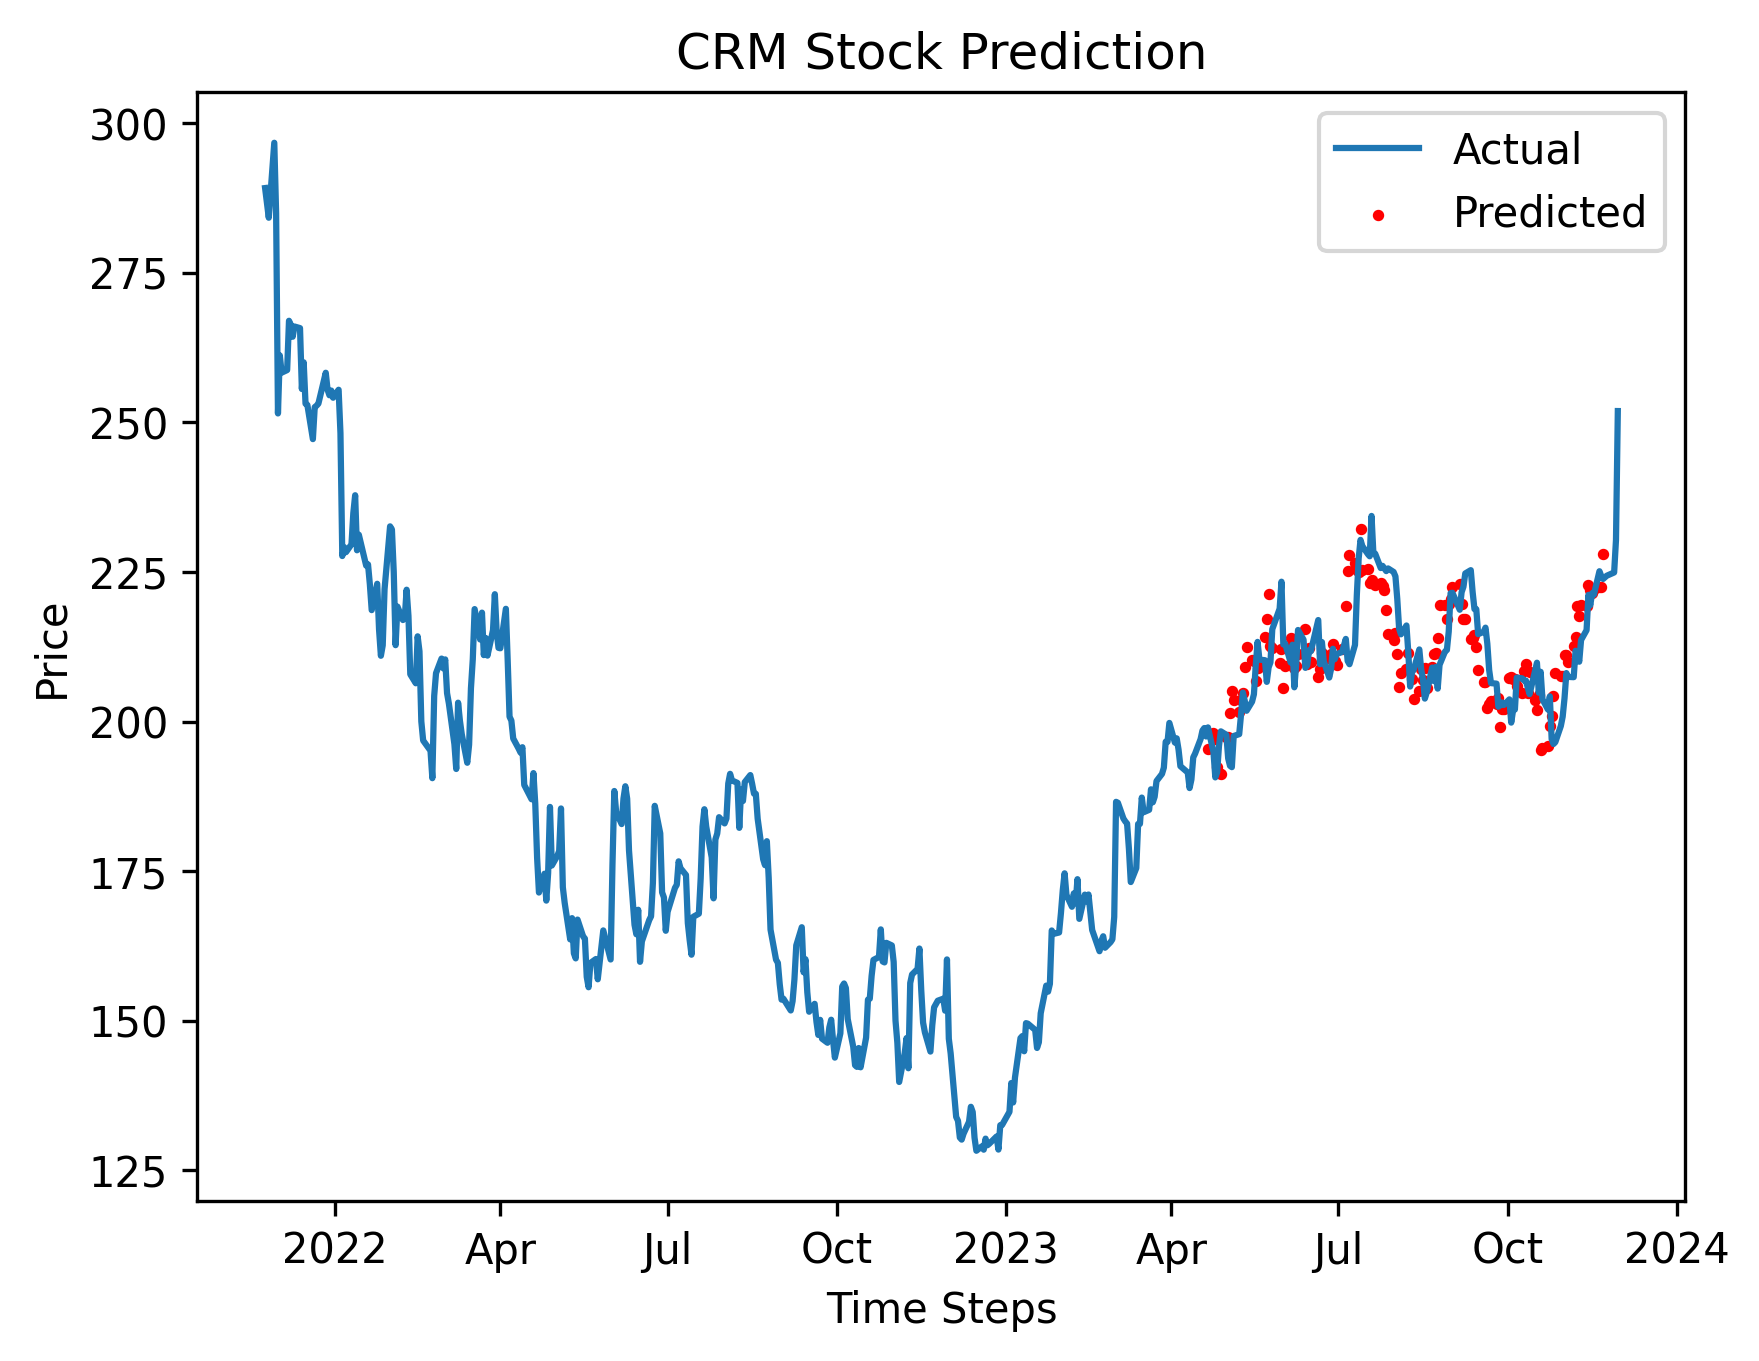 CRM Stock Prediction
Actual
Predicted
Price
300
275
250
225
200
175
150
125
2022 Apr Jul Oct 2023 Apr Jul Oct 2024
Time Steps